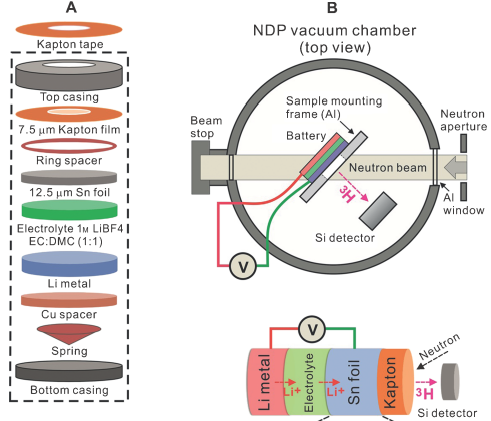 A
Kapton tape
Top casing
7.5 μm Kapton film
Ring spacer
12.5 μm Sn foil
Electrolyte 1M LiBF4
EC:DMC (1:1)
Li metal
Cu spacer
Spring
Bottom casing
B
NDP vacuum chamber
(top view)
Beam
stop
Sample mounting
frame (Al)
Battery
Neutron
aperture
Neutron beam
3H
Al
window
Si detector
V
V
Li metal
Electrolyte
Sn foil
Kapton
Li+
Li+
Neutron
3H
Si detector